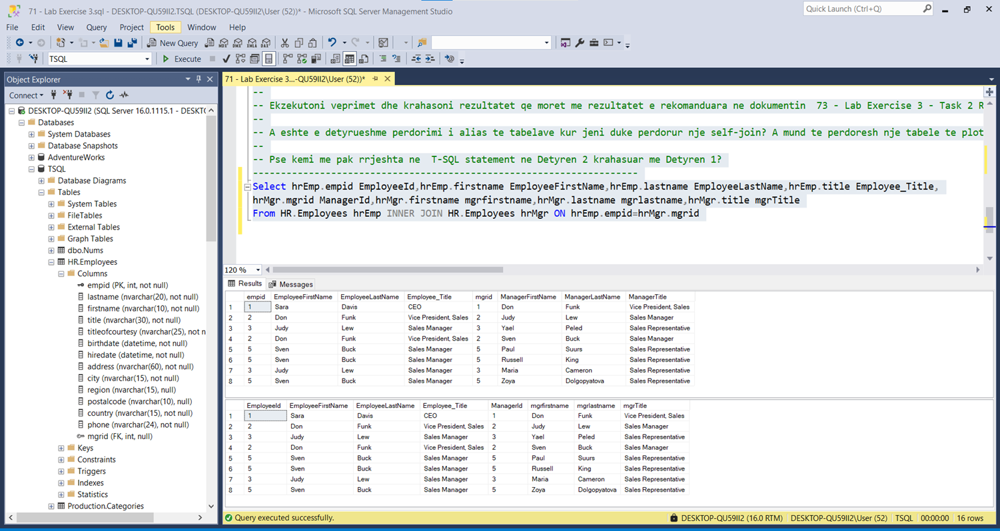 71 - Lab Exercise 3.sql - DESKTOP-QU59II2.TSQL (DESKTOP-QU59II2\User (52))* - Microsoft SQL Server Management Studio
Quick Launch (Ctrl+Q)
File Edit View Query Project Tools Window Help
New Query MDX DMX XMLA DAX
TSQL Execute
Object Explorer
Connect
DESKTOP-QU59II2 (SQL Server 16.0.1115.1 - DESKTO
Databases
System Databases
Database Snapshots
AdventureWorks
TSQL
Database Diagrams
Tables
System Tables
FileTables
External Tables
Graph Tables
dbo.Nums
HR.Employees
Columns
empid (PK, int, not null)
lastname (nvarchar(20), not null)
firstname (nvarchar(10), not null)
title (nvarchar(30), not null)
titleofcourtesy (nvarchar(25), not n
birthdate (datetime, not null)
hiredate (datetime, not null)
address (nvarchar(60), not null)
city (nvarchar(15), not null)
region (nvarchar(15), null)
postalcode (nvarchar(10), null)
country (nvarchar(15), not null)
phone (nvarchar(24), not null)
mgrid (FK, int, null)
Keys
Constraints
Triggers
Indexes
Statistics
Production.Categories
71 - Lab Exercise 3...-QU59II2\User (52))*
--
-- Ekzekutoni veprimet dhe krahasoni rezultatet qe moret me rezultatet e rekomanduara ne dokumentin  73 - Lab Exercise 3 - Task 2 R
--
-- A eshte e detyrueshme perdorimi i alias te tabelave kur jeni duke perdorur nje self-join? A mund te perdoresh nje tabele te plot
--
-- Pse kemi me pak rrjeshta ne  T-SQL statement ne Detyren 2 krahasuar me Detyren 1?
---------------------------------------------------------------------
Select hrEmp.empid EmployeeId,hrEmp.firstname EmployeeFirstName,hrEmp.lastname EmployeeLastName,hrEmp.title Employee_Title,
hrMgr.mgrid ManagerId,hrMgr.firstname mgrfirstname,hrMgr.lastname mgrlastname,hrMgr.title mgrTitle
From HR.Employees hrEmp INNER JOIN HR.Employees hrMgr ON hrEmp.empid=hrMgr.mgrid
120 %
Results Messages
empid EmployeeFirstName EmployeeLastName Employee_Title mgrid ManagerFirstName ManagerLastName ManagerTitle
1 1 Sara Davis CEO 1 Don Funk Vice President, Sales
2 2 Don Funk Vice President, Sales 2 Judy Lew Sales Manager
3 3 Judy Lew Sales Manager 3 Yael Peled Sales Representative
4 2 Don Funk Vice President, Sales 2 Sven Buck Sales Manager
5 5 Sven Buck Sales Manager 5 Paul Suurs Sales Representative
6 5 Sven Buck Sales Manager 5 Russell King Sales Representative
7 3 Judy Lew Sales Manager 3 Maria Cameron Sales Representative
8 5 Sven Buck Sales Manager 5 Zoya Dolgopyatova Sales Representative
EmployeeId EmployeeFirstName EmployeeLastName Employee_Title ManagerId mgrfirstname mgrlastname mgrTitle
1 1 Sara Davis CEO 1 Don Funk Vice President, Sales
2 2 Don Funk Vice President, Sales 2 Judy Lew Sales Manager
3 3 Judy Lew Sales Manager 3 Yael Peled Sales Representative
4 2 Don Funk Vice President, Sales 2 Sven Buck Sales Manager
5 5 Sven Buck Sales Manager 5 Paul Suurs Sales Representative
6 5 Sven Buck Sales Manager 5 Russell King Sales Representative
7 3 Judy Lew Sales Manager 3 Maria Cameron Sales Representative
8 5 Sven Buck Sales Manager 5 Zoya Dolgopyatova Sales Representative
Query executed successfully. DESKTOP-QU59II2 (16.0 RTM) DESKTOP-QU59II2\User (52) TSQL 00:00:00 16 rows